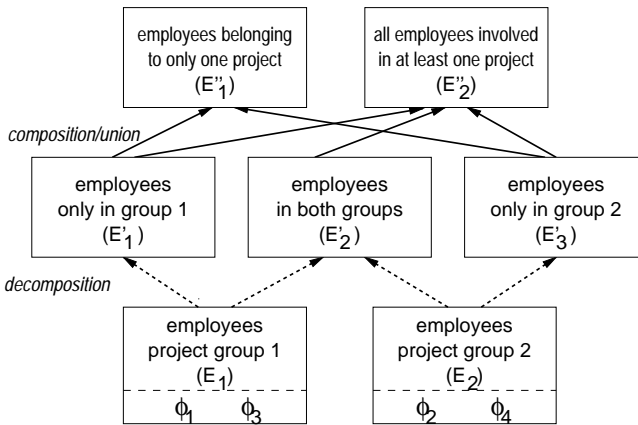 employees belonging
to only one project
(E''1)
all employees involved
in at least one project
(E''2)
composition/union
employees
only in group 1
(E'1)
employees
in both groups
(E'2)
employees
only in group 2
(E'3)
decomposition
employees
project group 1
(E1)
ϕ1 ϕ3
employees
project group 2
(E2)
ϕ2 ϕ4